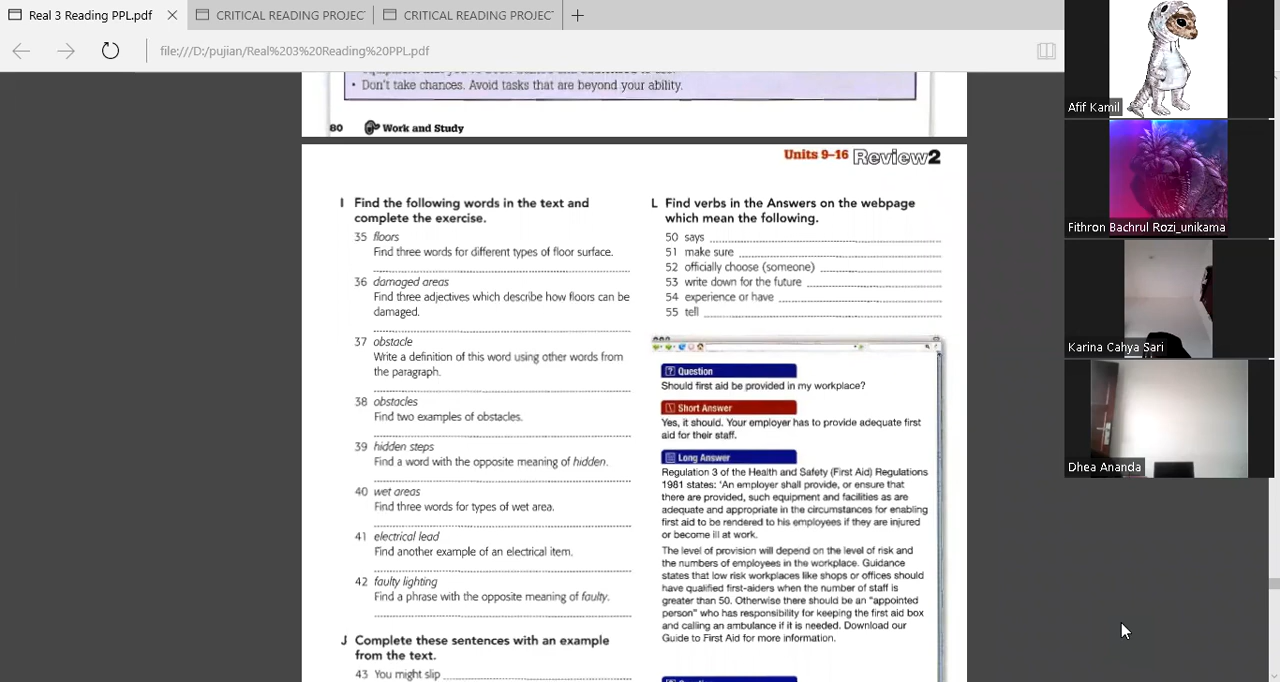 Real 3 Reading PPL.pdf
CRITICAL READING PROJECT
CRITICAL READING PROJECT
file:///D:/pujian/Real%203%20Reading%20PPL.pdf
• Don't take chances. Avoid tasks that are beyond your ability.
80 Work and Study
Units 9–16 Review2
I Find the following words in the text and
complete the exercise.
35 floors
Find three words for different types of floor surface.
36 damaged areas
Find three adjectives which describe how floors can be
damaged.
37 obstacle
Write a definition of this word using other words from
the paragraph.
38 obstacles
Find two examples of obstacles.
39 hidden steps
Find a word with the opposite meaning of hidden.
40 wet areas
Find three words for types of wet area.
41 electrical lead
Find another example of an electrical item.
42 faulty lighting
Find a phrase with the opposite meaning of faulty.
J Complete these sentences with an example
from the text.
43 You might slip
L Find verbs in the Answers on the webpage
which mean the following.
50 says
51 make sure
52 officially choose (someone)
53 write down for the future
54 experience or have
55 tell
? Question
Should first aid be provided in my workplace?
Short Answer
Yes, it should. Your employer has to provide adequate first
aid for their staff.
Long Answer
Regulation 3 of the Health and Safety (First Aid) Regulations
1981 states: 'An employer shall provide, or ensure that
there are provided, such equipment and facilities as are
adequate and appropriate in the circumstances for enabling
first aid to be rendered to his employees if they are injured
or become ill at work.
The level of provision will depend on the level of risk and
the numbers of employees in the workplace. Guidance
states that low risk workplaces like shops or offices should
have qualified first-aiders when the number of staff is
greater than 50. Otherwise there should be an "appointed
person" who has responsibility for keeping the first aid box
and calling an ambulance if it is needed. Download our
Guide to First Aid for more information.
Afif Kamil
Fithron Bachrul Rozi_unikama
Karina Cahya Sari
Dhea Ananda